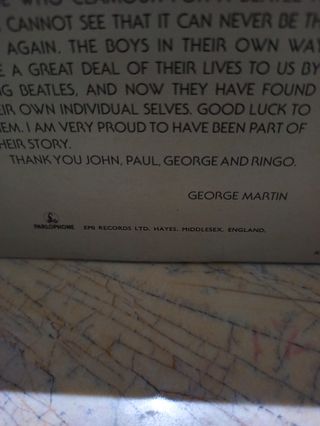 CANNOT SEE THAT IT CAN NEVER BE TH
AGAIN. THE BOYS IN THEIR OWN WAY
A GREAT DEAL OF THEIR LIVES TO US BY
BEATLES, AND NOW THEY HAVE FOUND
OWN INDIVIDUAL SELVES. GOOD LUCK TO
I AM VERY PROUD TO HAVE BEEN PART OF
STORY.
THANK YOU JOHN, PAUL, GEORGE AND RINGO.
GEORGE MARTIN
PARLOPHONE EMI RECORDS LTD. HAYES. MIDDLESEX. ENGLAND.